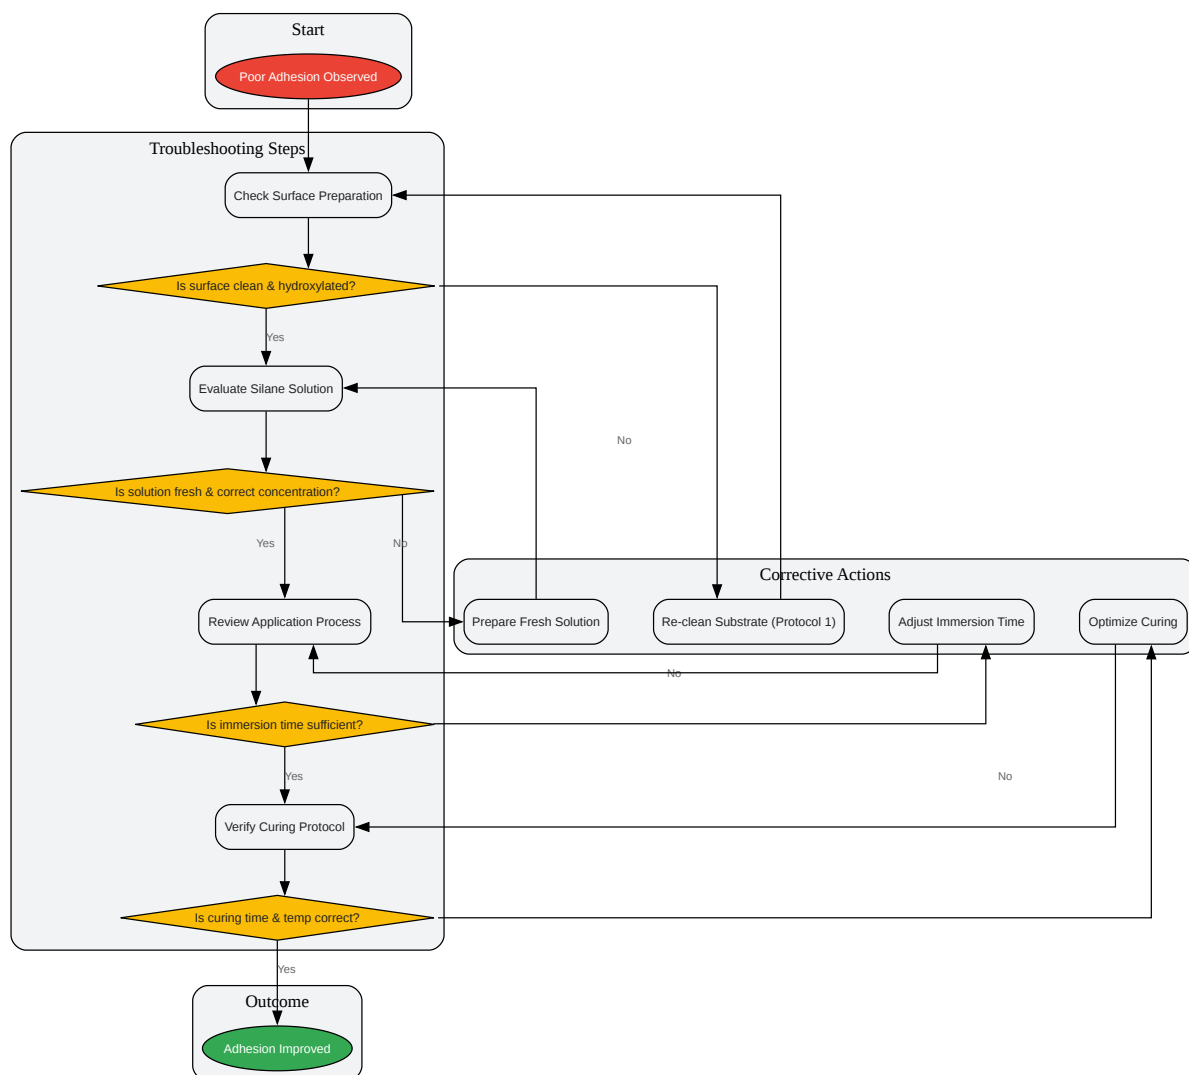 Start
Poor Adhesion Observed
Troubleshooting Steps
Check Surface Preparation
Is surface clean & hydroxylated?
Yes
Evaluate Silane Solution
No
Is solution fresh & correct concentration?
Yes
No
Corrective Actions
Review Application Process
Prepare Fresh Solution
Re-clean Substrate (Protocol 1)
Adjust Immersion Time
Optimize Curing
No
Is immersion time sufficient?
Yes
No
Verify Curing Protocol
Is curing time & temp correct?
Yes
Outcome
Adhesion Improved